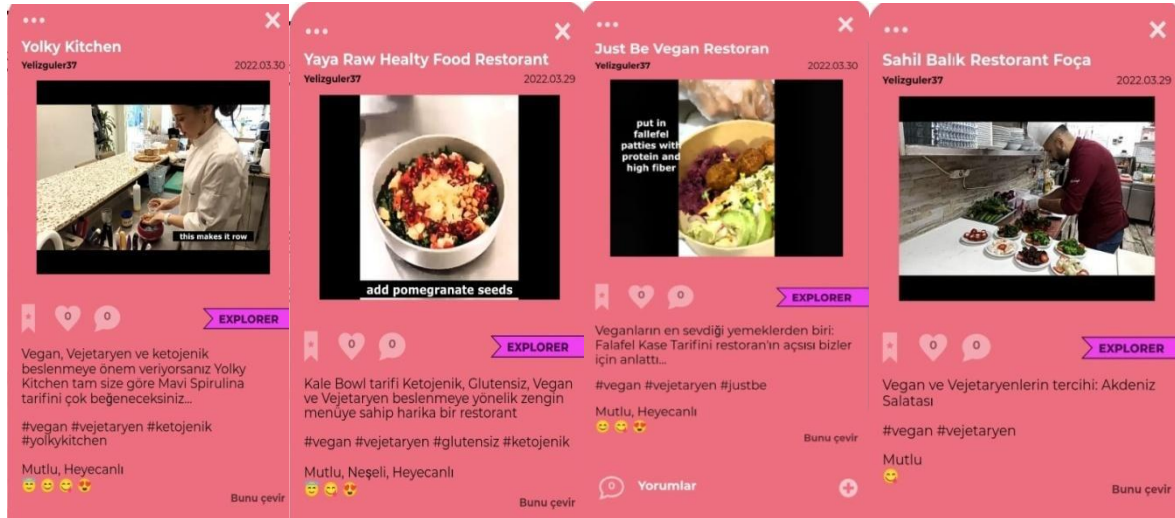 Yolky Kitchen
Yelizguler37
2022.03.30
this makes it row
0
0
EXPLORER
Vegan, Vejetaryen ve ketojenik
beslenmeye önem veriyorsanız Yolky
Kitchen tam size göre Mavi Spirulina
tarifini çok beğeneceksiniz...
#vegan #vejetaryen #ketojenik
#yolkykitchen
Mutlu, Heyecanlı
Bunu çevir
Yaya Raw Healty Food Restorant
Yelizguler37
2022.03.29
add pomegranate seeds
0
0
EXPLORER
Kale Bowl tarifi Ketojenik, Glutensiz, Vegan
ve Vejetaryen beslenmeye yönelik zengin
menüye sahip harika bir restorant
#vegan #vejetaryen #glutensiz #ketojenik
Mutlu, Neşeli, Heyecanlı
Bunu çevir
Just Be Vegan Restoran
Yelizguler37
2022.03.30
put in
fallefel
patties with
protein and
high fiber
0
0
EXPLORER
Veganların en sevdiği yemeklerden biri:
Falafel Kase Tarifini restoran'ın açsısı bizler
için anlattı...
#vegan #vejetaryen #justbe
Mutlu, Heyecanlı
Bunu çevir
0
Yorumlar
Sahil Balık Restorant Foça
Yelizguler37
2022.03.29
0
0
EXPLORER
Vegan ve Vejetaryenlerin tercihi: Akdeniz
Salatası
#vegan #vejetaryen
Mutlu
Bunu çevir